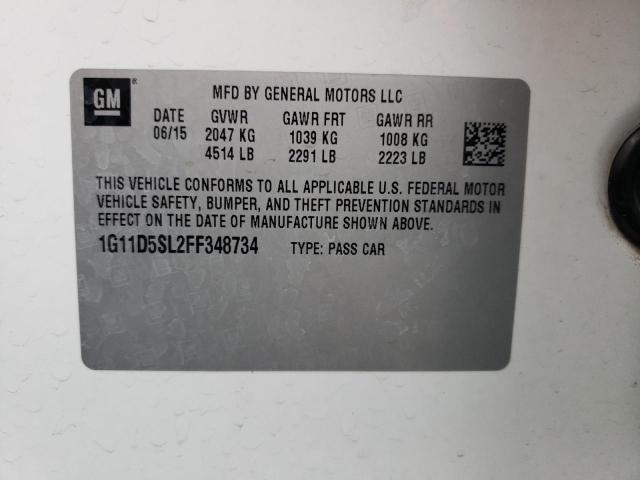 GM ®
MFD BY GENERAL MOTORS LLC
DATE GVWR GAWR FRT GAWR RR
06/15 2047 KG 1039 KG 1008 KG
4514 LB 2291 LB 2223 LB
THIS VEHICLE CONFORMS TO ALL APPLICABLE U.S. FEDERAL MOTOR
VEHICLE SAFETY, BUMPER, AND THEFT PREVENTION STANDARDS IN
EFFECT ON THE DATE OF MANUFACTURE SHOWN ABOVE.
1G11D5SL2FF348734 TYPE: PASS CAR